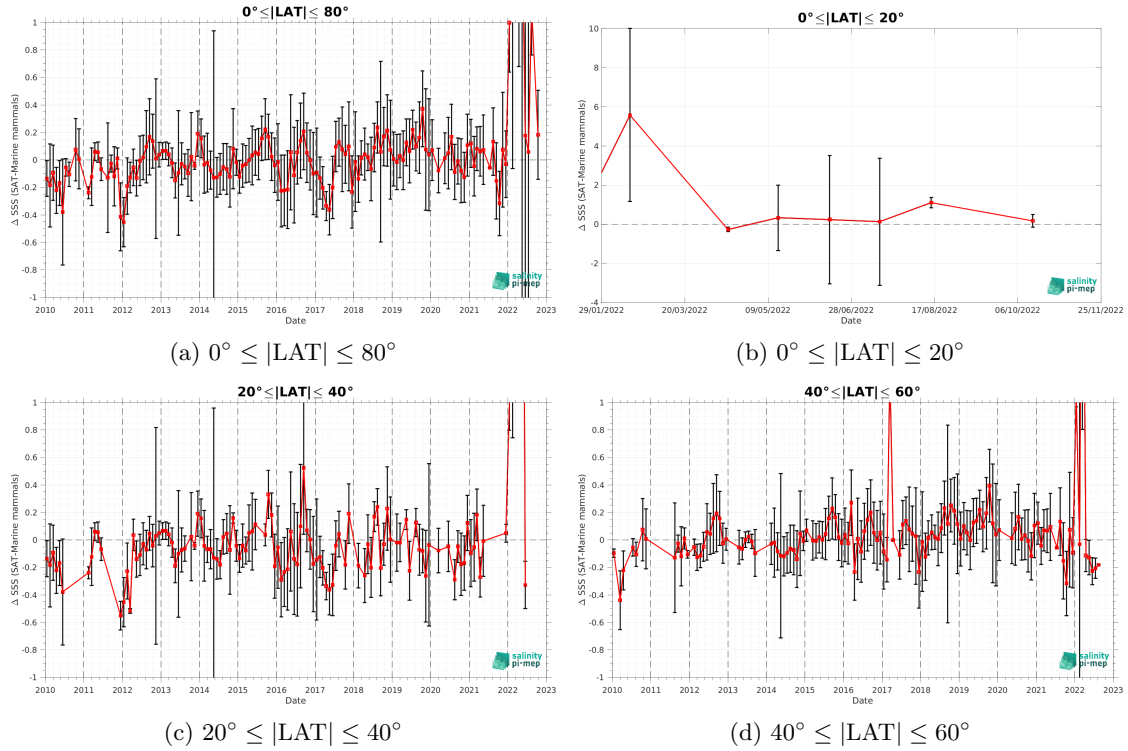 0°≤|LAT|≤ 80°
Δ SSS (SAT-Marine mammals)
1
0.8
0.6
0.4
0.2
0
-0.2
-0.4
-0.6
-0.8
-1
2010 2011 2012 2013 2014 2015 2016 2017 2018 2019 2020 2021 2022 2023
Date
salinity
pi-mep
(a) 0° ≤ |LAT| ≤ 80°
0°≤|LAT|≤ 20°
Δ SSS (SAT-Marine mammals)
10
8
6
4
2
0
-2
-4
29/01/2022 20/03/2022 09/05/2022 28/06/2022 17/08/2022 06/10/2022 25/11/2022
Date
salinity
pi-mep
(b) 0° ≤ |LAT| ≤ 20°
20°≤|LAT|≤ 40°
Δ SSS (SAT-Marine mammals)
1
0.8
0.6
0.4
0.2
0
-0.2
-0.4
-0.6
-0.8
-1
2010 2011 2012 2013 2014 2015 2016 2017 2018 2019 2020 2021 2022 2023
Date
salinity
pi-mep
(c) 20° ≤ |LAT| ≤ 40°
40°≤|LAT|≤ 60°
Δ SSS (SAT-Marine mammals)
1
0.8
0.6
0.4
0.2
0
-0.2
-0.4
-0.6
-0.8
-1
2010 2011 2012 2013 2014 2015 2016 2017 2018 2019 2020 2021 2022 2023
Date
salinity
pi-mep
(d) 40° ≤ |LAT| ≤ 60°